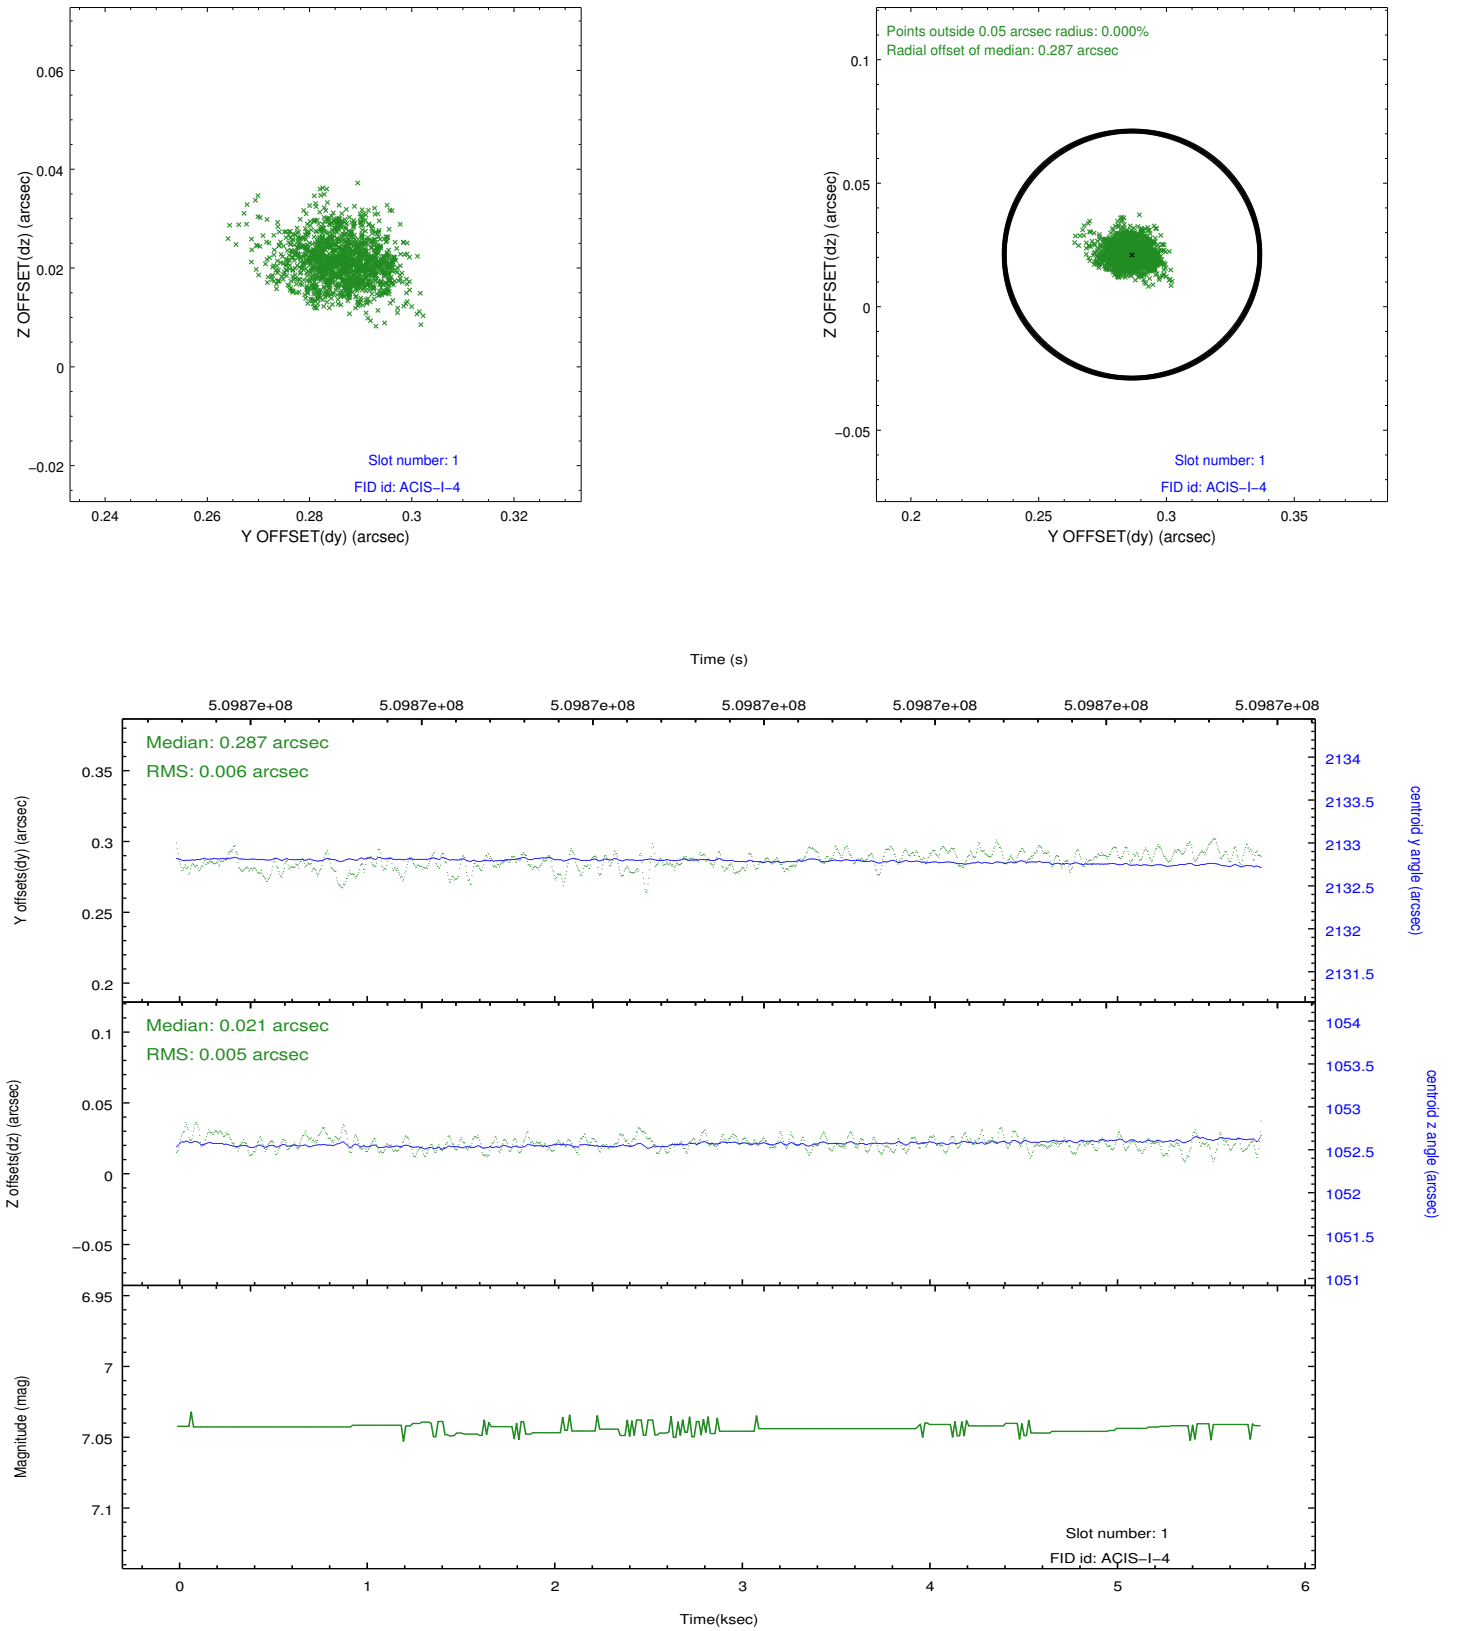 0.06
0.04
0.02
0
−0.02
Z OFFSET(dz) (arcsec)
Slot number: 1
FID id: ACIS−I−4
0.24 0.26 0.28 0.3 0.32
Y OFFSET(dy) (arcsec)
Points outside 0.05 arcsec radius: 0.000%
Radial offset of median: 0.287 arcsec
0.1
0.05
0
−0.05
Z OFFSET(dz) (arcsec)
Slot number: 1
FID id: ACIS−I−4
0.2 0.25 0.3 0.35
Y OFFSET(dy) (arcsec)
Time (s)
5.0987e+08 5.0987e+08 5.0987e+08 5.0987e+08 5.0987e+08 5.0987e+08 5.0987e+08
Median: 0.287 arcsec
RMS: 0.006 arcsec
0.35
0.3
0.25
0.2
Y offsets(dy) (arcsec)
2134
2133.5
2133
2132.5
2132
2131.5
centroid y angle (arcsec)
Median: 0.021 arcsec
RMS: 0.005 arcsec
0.1
0.05
0
−0.05
Z offsets(dz) (arcsec)
1054
1053.5
1053
1052.5
1052
1051.5
1051
centroid z angle (arcsec)
6.95
7
7.05
7.1
Magnitude (mag)
Slot number: 1
FID id: ACIS−I−4
0 1 2 3 4 5 6
Time(ksec)